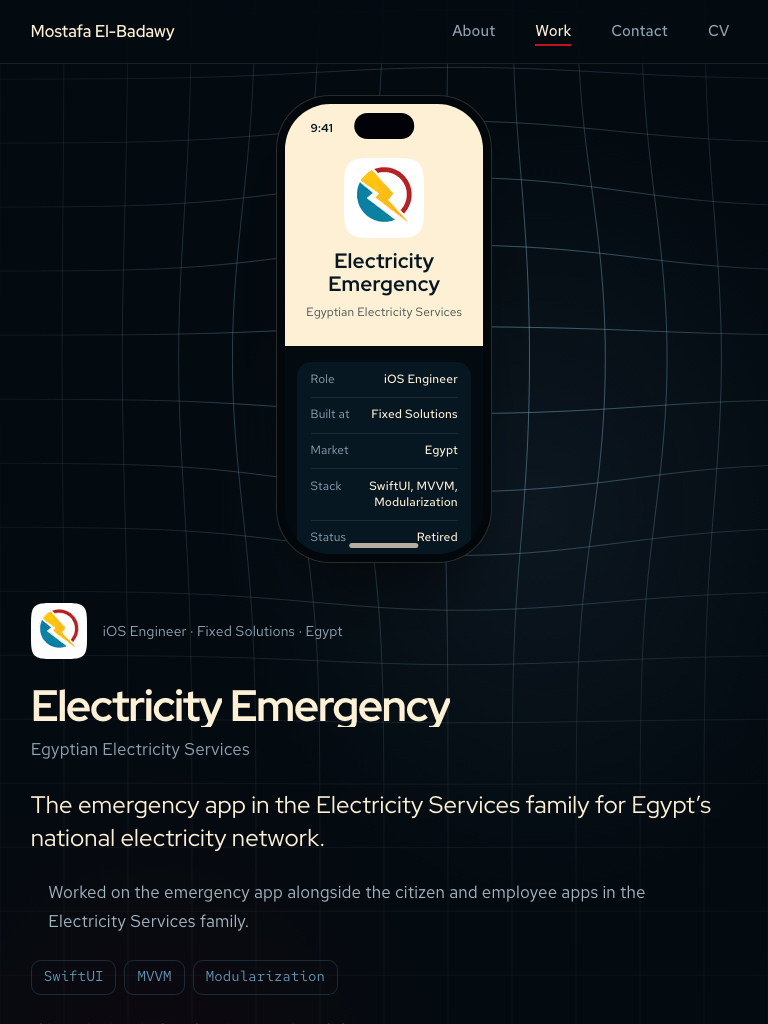 Mostafa El-Badawy
About Work Contact CV
9:41
Electricity
Emergency
Egyptian Electricity Services
Role iOS Engineer
Built at Fixed Solutions
Market Egypt
Stack SwiftUI, MVVM,
Modularization
Status Retired
iOS Engineer · Fixed Solutions · Egypt
Electricity Emergency
Egyptian Electricity Services
The emergency app in the Electricity Services family for Egypt’s
national electricity network.
Worked on the emergency app alongside the citizen and employee apps in the
Electricity Services family.
SwiftUI MVVM Modularization